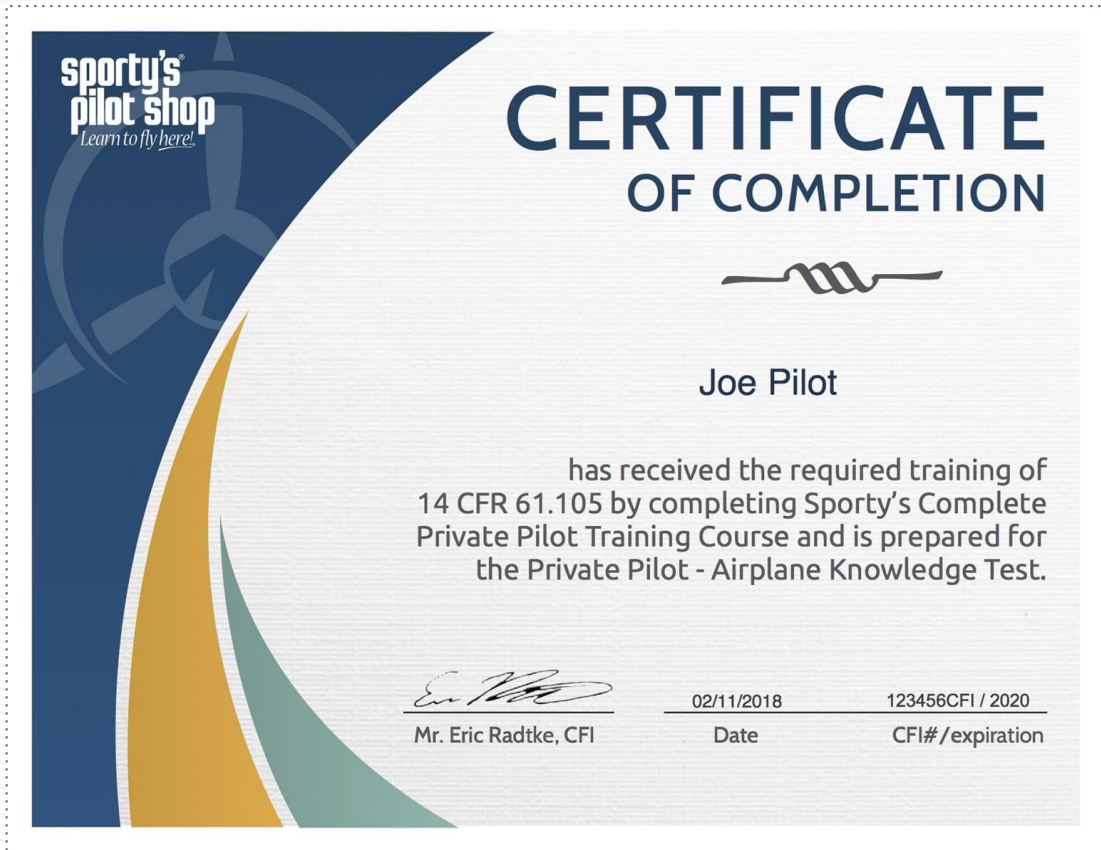 sporty's®
pilot shop
Learn to fly here!
CERTIFICATE
OF COMPLETION
Joe Pilot
has received the required training of
14 CFR 61.105 by completing Sporty's Complete
Private Pilot Training Course and is prepared for
the Private Pilot - Airplane Knowledge Test.
02/11/2018
123456CFI / 2020
Mr. Eric Radtke, CFI
Date
CFI#/expiration